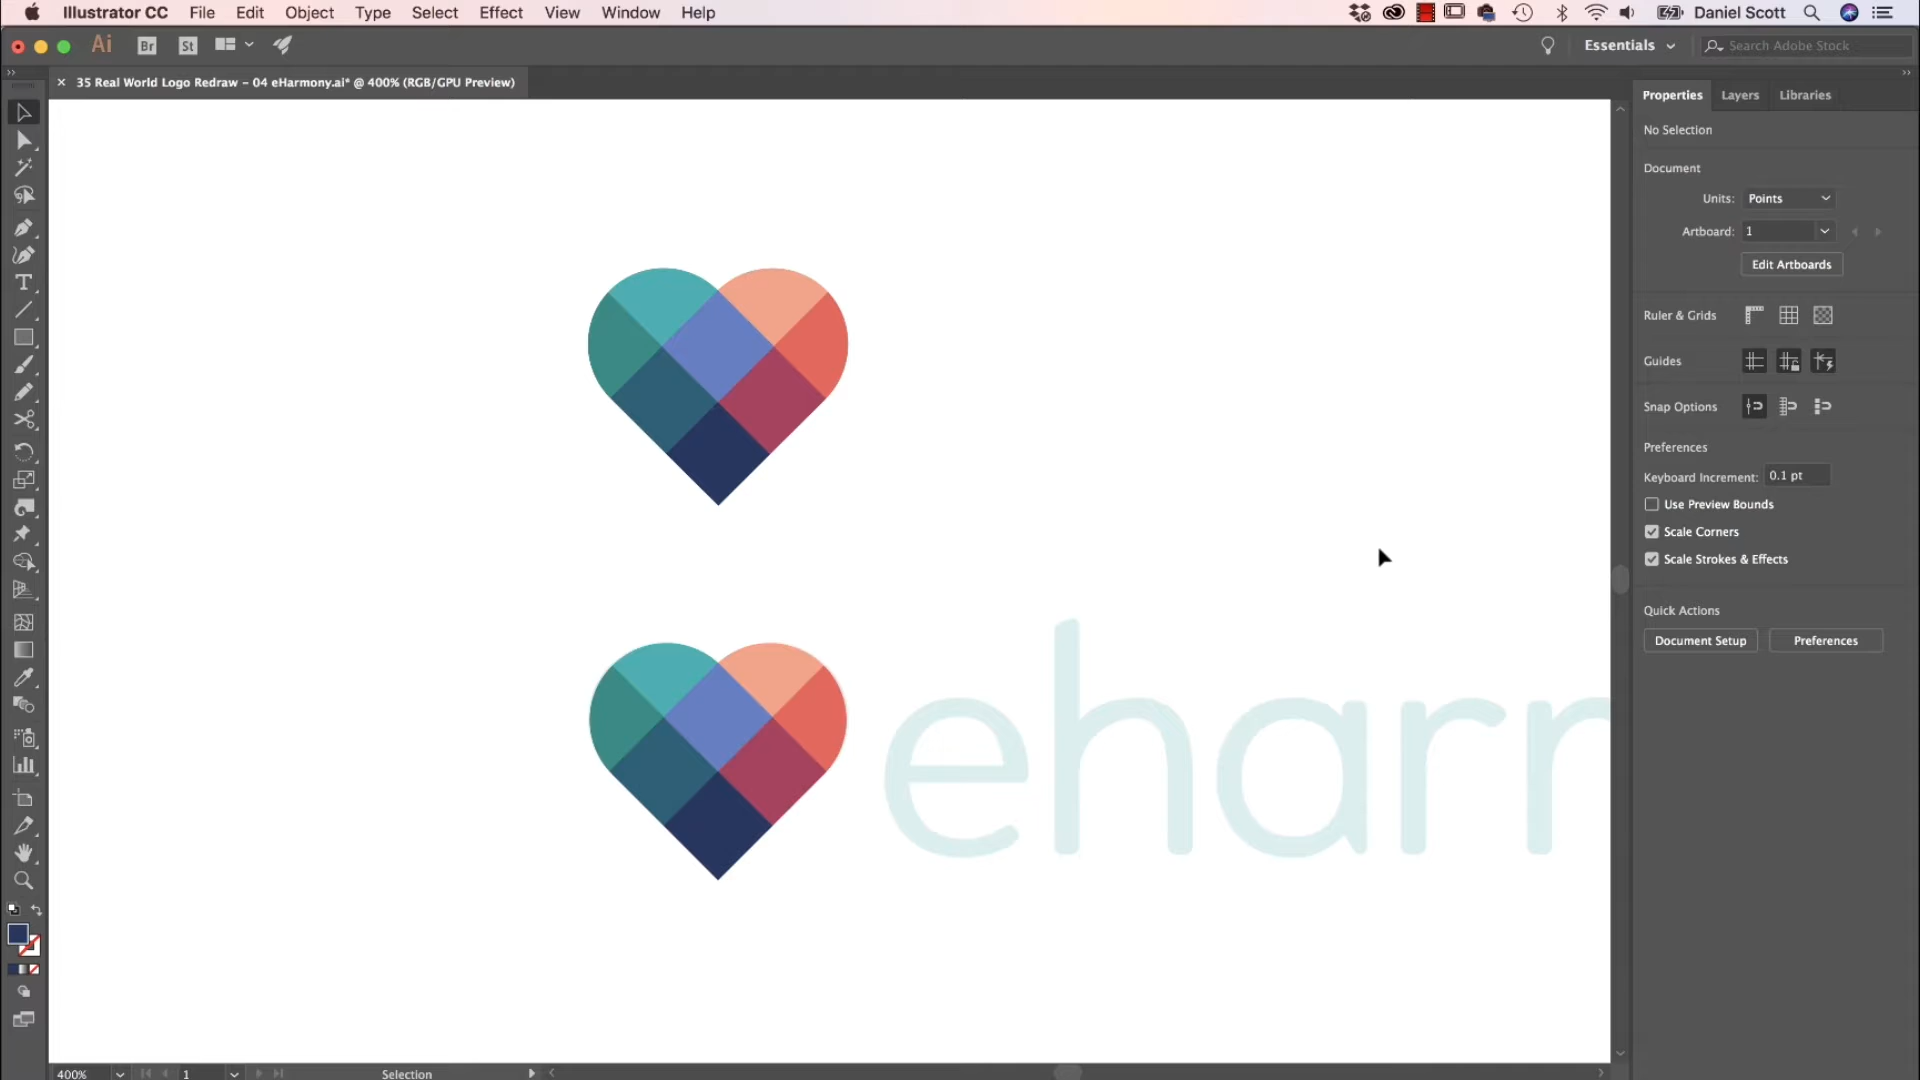 Illustrator CC File Edit Object Type Select Effect View Window Help Daniel Scott
Ai Br St Essentials Search Adobe Stock
35 Real World Logo Redraw – 04 eHarmony.ai* @ 400% (RGB/GPU Preview)
Properties Layers Libraries
No Selection
Document
Units: Points
Artboard: 1
Edit Artboards
Ruler & Grids
Guides
Snap Options
Preferences
Keyboard Increment: 0.1 pt
Use Preview Bounds
Scale Corners
Scale Strokes & Effects
Quick Actions
Document Setup Preferences
ehar
400% 1 Selection